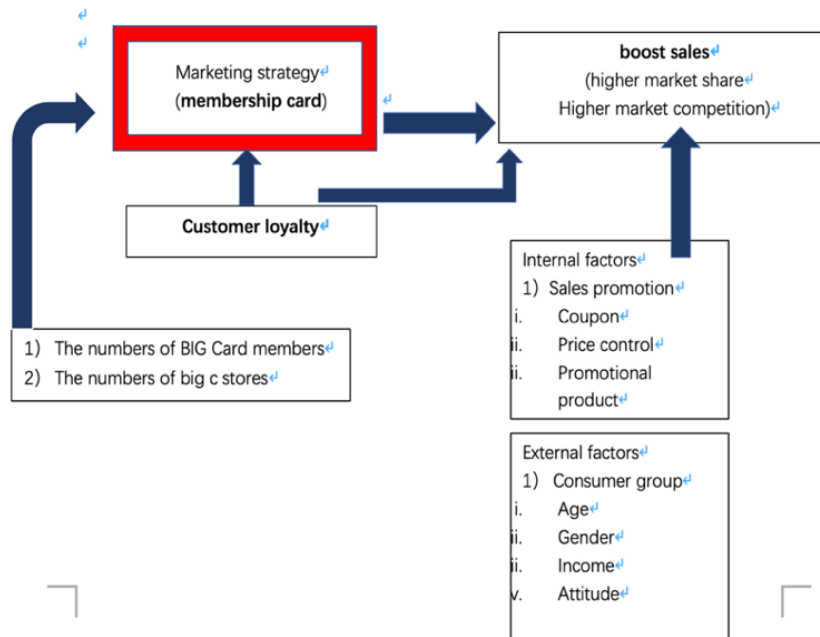 Marketing strategy
(membership card)
boost sales
(higher market share
Higher market competition)
Customer loyalty
1) The numbers of BIG Card members
2) The numbers of big c stores
Internal factors
1) Sales promotion
i. Coupon
ii. Price control
ii. Promotional
product
External factors
1) Consumer group
i. Age
ii. Gender
ii. Income
v. Attitude